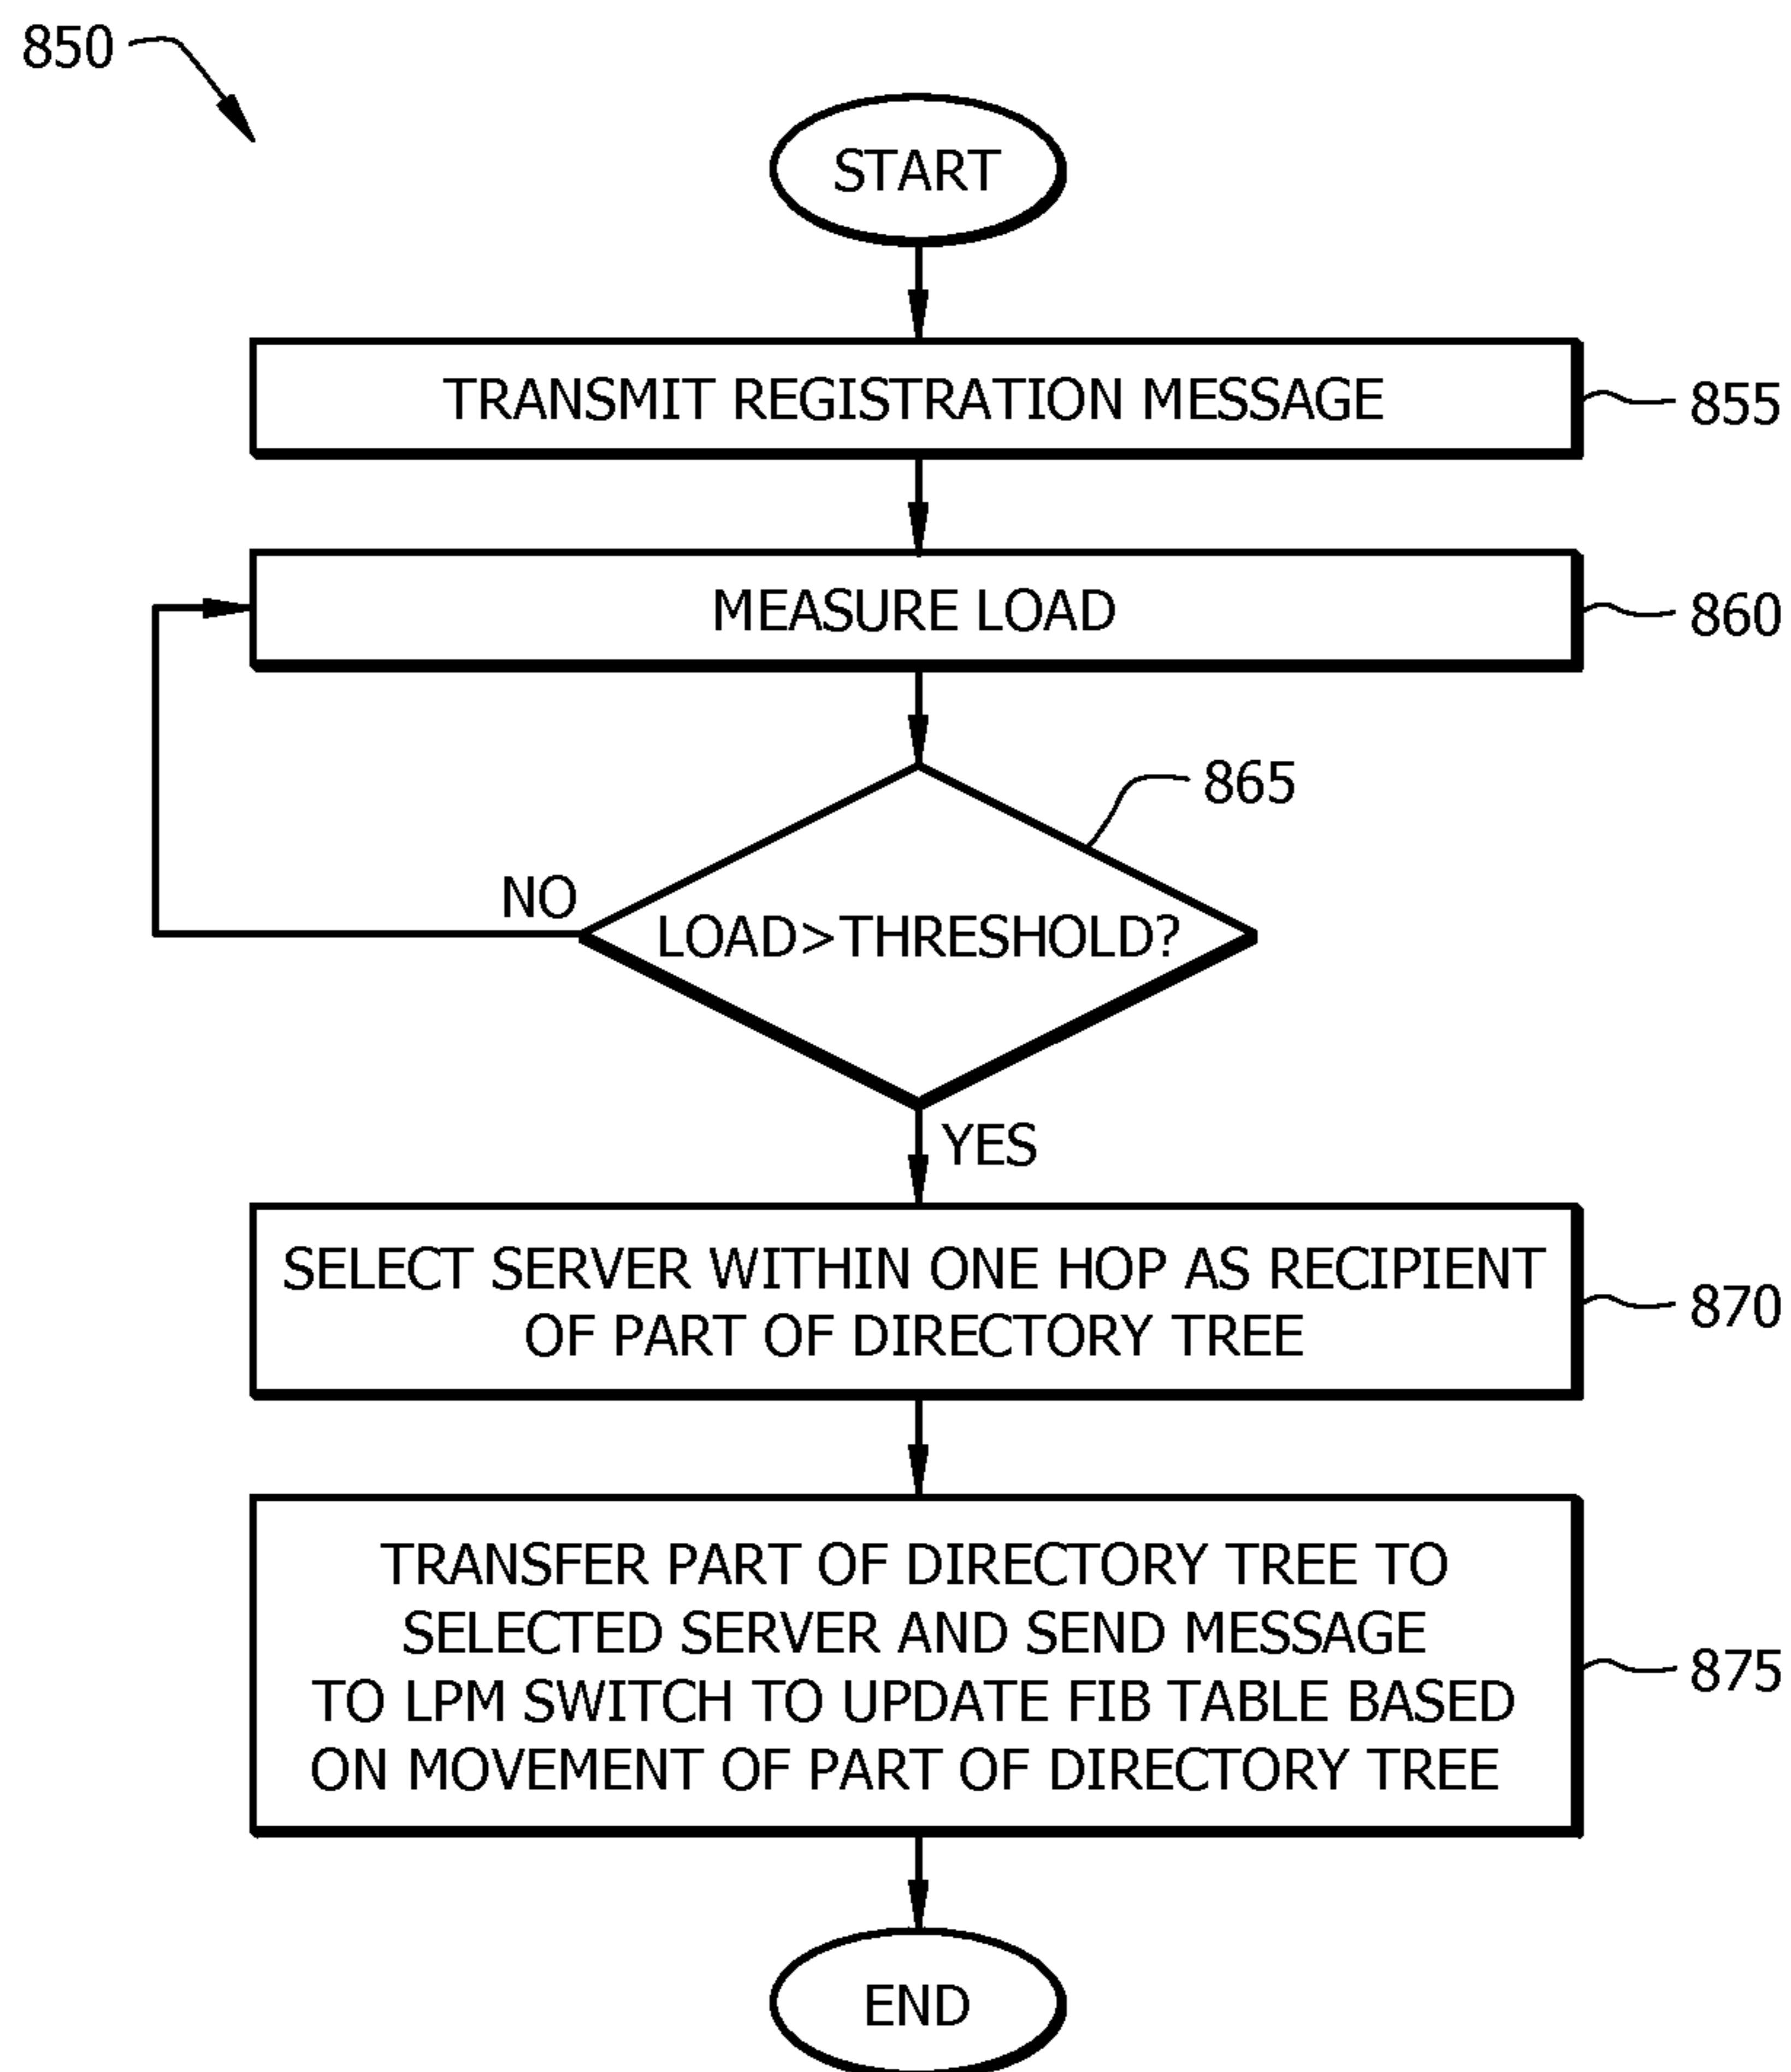 850
START
TRANSMIT REGISTRATION MESSAGE
855
MEASURE LOAD
860
865
NO
LOAD>THRESHOLD?
YES
SELECT SERVER WITHIN ONE HOP AS RECIPIENT
OF PART OF DIRECTORY TREE
870
TRANSFER PART OF DIRECTORY TREE TO
SELECTED SERVER AND SEND MESSAGE
TO LPM SWITCH TO UPDATE FIB TABLE BASED
ON MOVEMENT OF PART OF DIRECTORY TREE
875
END